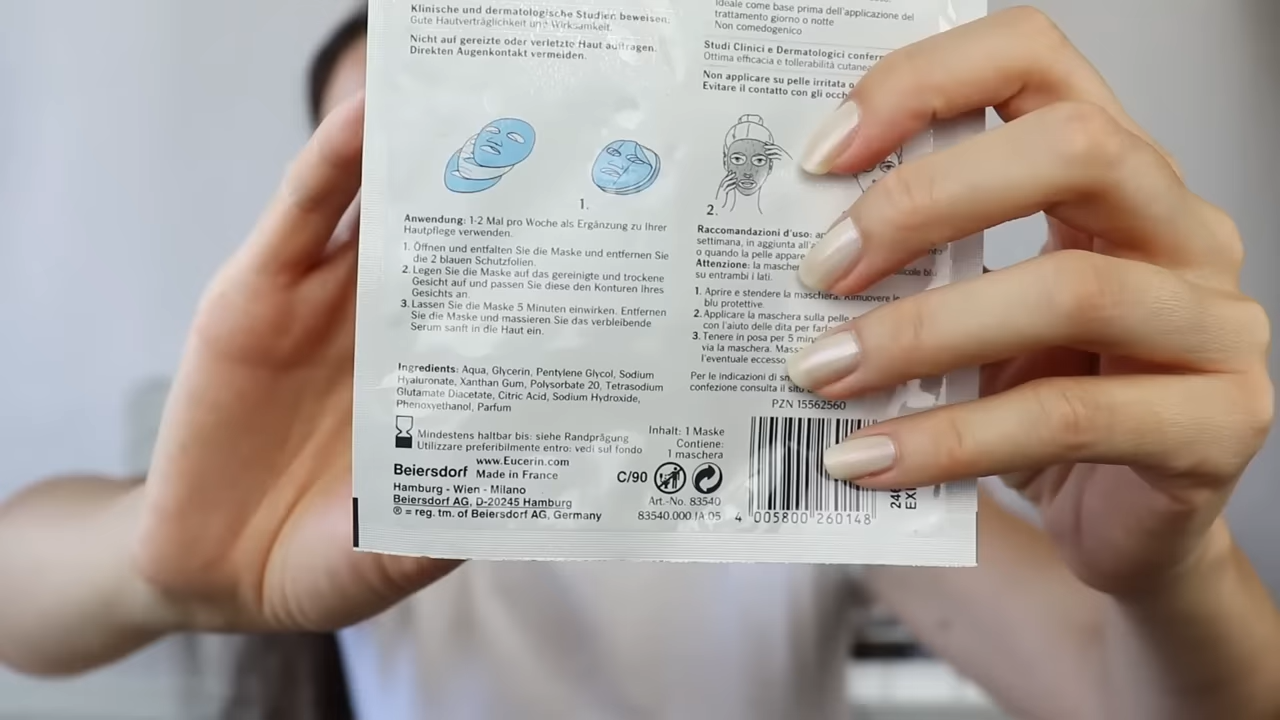 Klinische und dermatologische Studien beweisen:
Gute Hautverträglichkeit und Wirksamkeit.
Nicht auf gereizte oder verletzte Haut auftragen.
Direkten Augenkontakt vermeiden.
1.
Anwendung: 1-2 Mal pro Woche als Ergänzung zu Ihrer
Hautpflege verwenden.
1. Öffnen und entfalten Sie die Maske und entfernen Sie
die 2 blauen Schutzfolien.
2. Legen Sie die Maske auf das gereinigte und trockene
Gesicht auf und passen Sie diese den Konturen Ihres
Gesichts an.
3. Lassen Sie die Maske 5 Minuten einwirken. Entfernen
Sie die Maske und massieren Sie das verbleibende
Serum sanft in die Haut ein.
Ingredients: Aqua, Glycerin, Pentylene Glycol, Sodium
Hyaluronate, Xanthan Gum, Polysorbate 20, Tetrasodium
Glutamate Diacetate, Citric Acid, Sodium Hydroxide,
Phenoxyethanol, Parfum
Mindestens haltbar bis: siehe Randprägung
Utilizzare preferibilmente entro: vedi sul fondo
www.Eucerin.com
Beiersdorf Made in France
Hamburg - Wien - Milano
Beiersdorf AG, D-20245 Hamburg
® = reg. tm. of Beiersdorf AG, Germany
ideale come base prima dell'applicazione del
trattamento giorno o notte
Non comedogenico
Studi Clinici e Dermatologici
Ottima efficacia e tollerabilità
Non applicare su pelle irritata o
Evitare il contatto con gli
2.
Raccomandazioni d'uso:
settimana, in aggiunta
o quando la pelle appare
Attenzione: la
su entrambi i lati.
1. Aprire e stendere la maschera. Rimuovere le
blu protettive.
2. Applicare la maschera sulla pelle
con l'aiuto delle dita per
3. Tenere in posa per 5
via la maschera.
l'eventuale eccesso
Per le indicazioni di
confezione consulta il
PZN 15562560
Inhalt: 1 Maske
Contiene:
1 maschera
C/90
Art.-No. 83540
83540.000 /A 05
4 005800 260148